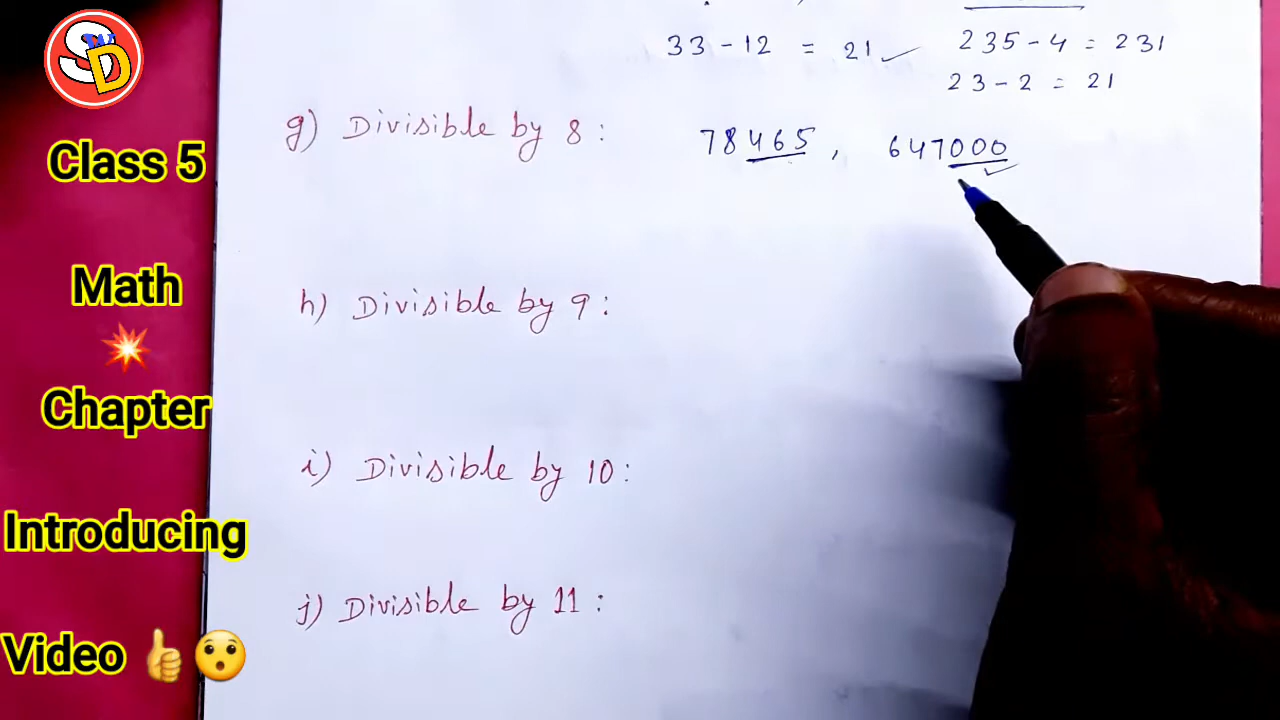 SD
Class 5
Math
Chapter
Introducing
Video
33 - 12 = 21 ✓
235 - 4 = 231
23 - 2 = 21
g) Divisible by 8 : 78465, 647000 ✓
h) Divisible by 9 :
i) Divisible by 10 :
j) Divisible by 11 :